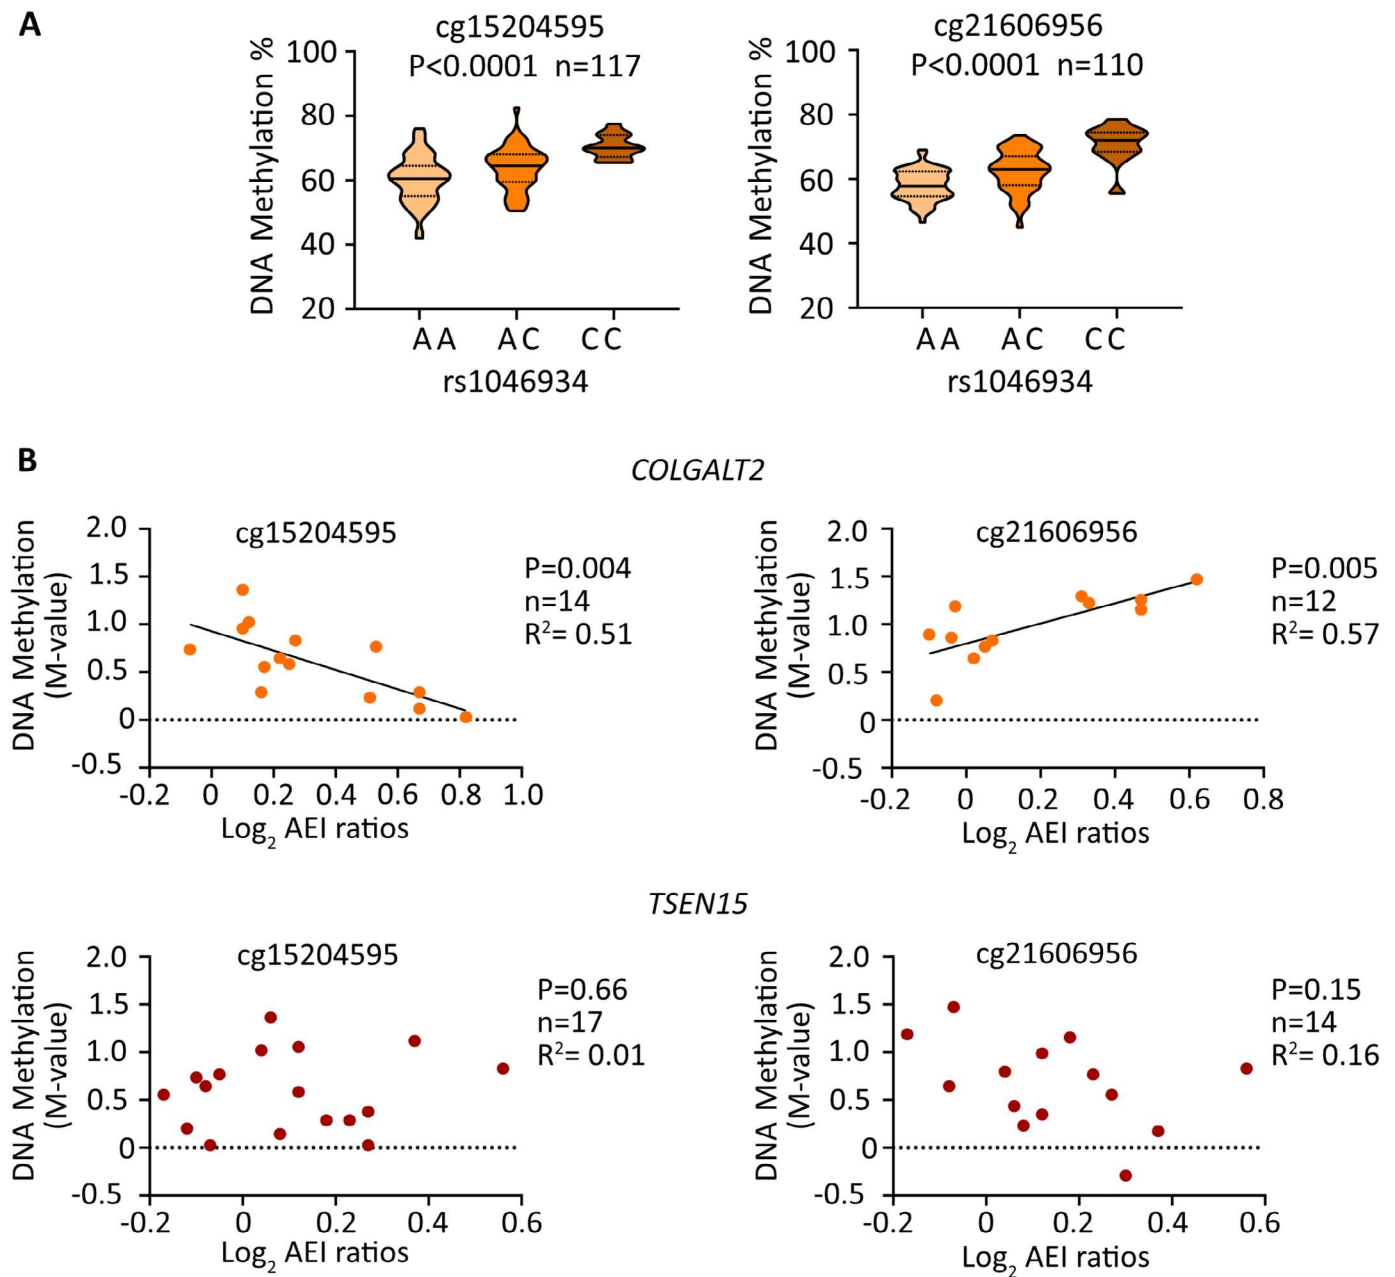 A
cg15204595
P<0.0001 n=117
DNA Methylation %
100
80
60
40
20
AA AC CC
rs1046934
cg21606956
P<0.0001 n=110
DNA Methylation %
100
80
60
40
20
AA AC CC
rs1046934
B
COLGALT2
cg15204595
P=0.004
n=14
R²= 0.51
DNA Methylation
(M-value)
2.0
1.5
1.0
0.5
0
-0.5
-0.2 0 0.2 0.4 0.6 0.8 1.0
Log₂ AEI ratios
cg21606956
P=0.005
n=12
R²= 0.57
DNA Methylation
(M-value)
2.0
1.5
1.0
0.5
0
-0.5
-0.2 0 0.2 0.4 0.6 0.8
Log₂ AEI ratios
TSEN15
cg15204595
P=0.66
n=17
R²= 0.01
DNA Methylation
(M-value)
2.0
1.5
1.0
0.5
0
-0.5
-0.2 0 0.2 0.4 0.6
Log₂ AEI ratios
cg21606956
P=0.15
n=14
R²= 0.16
DNA Methylation
(M-value)
2.0
1.5
1.0
0.5
0
-0.5
-0.2 0 0.2 0.4 0.6
Log₂ AEI ratios